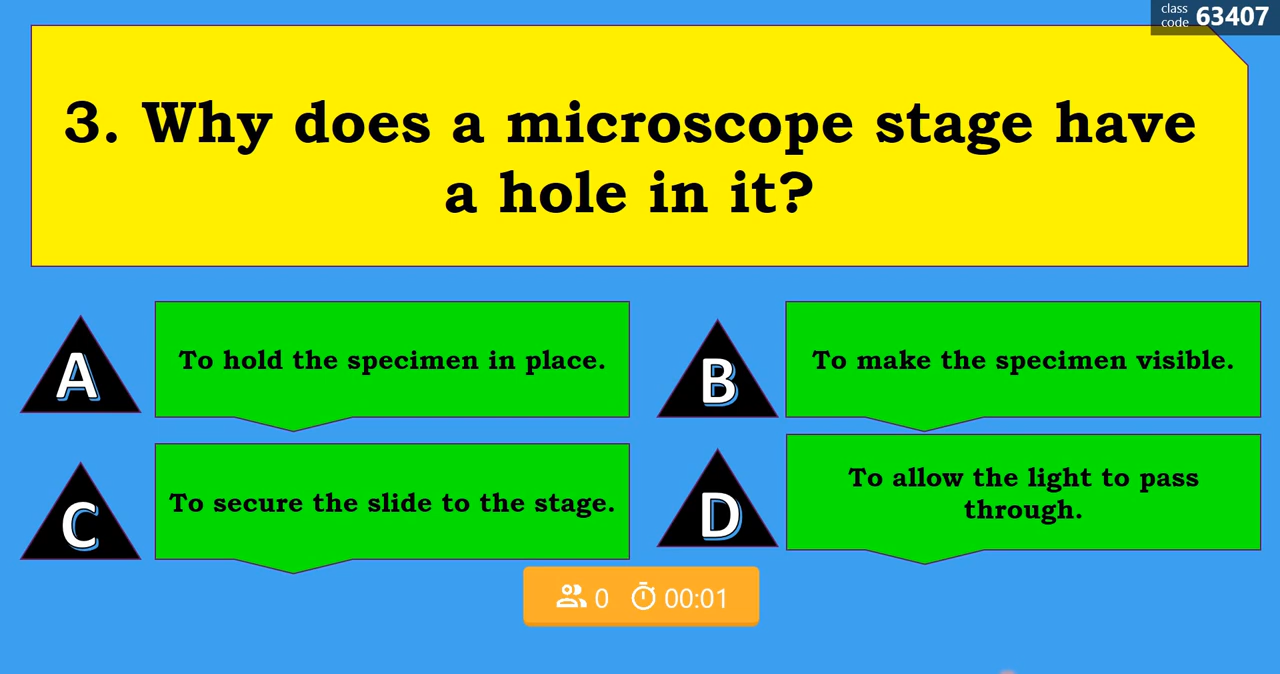 class
code 63407
3. Why does a microscope stage have
a hole in it?
A
To hold the specimen in place.
B
To make the specimen visible.
C
To secure the slide to the stage.
D
To allow the light to pass
through.
0 00:01